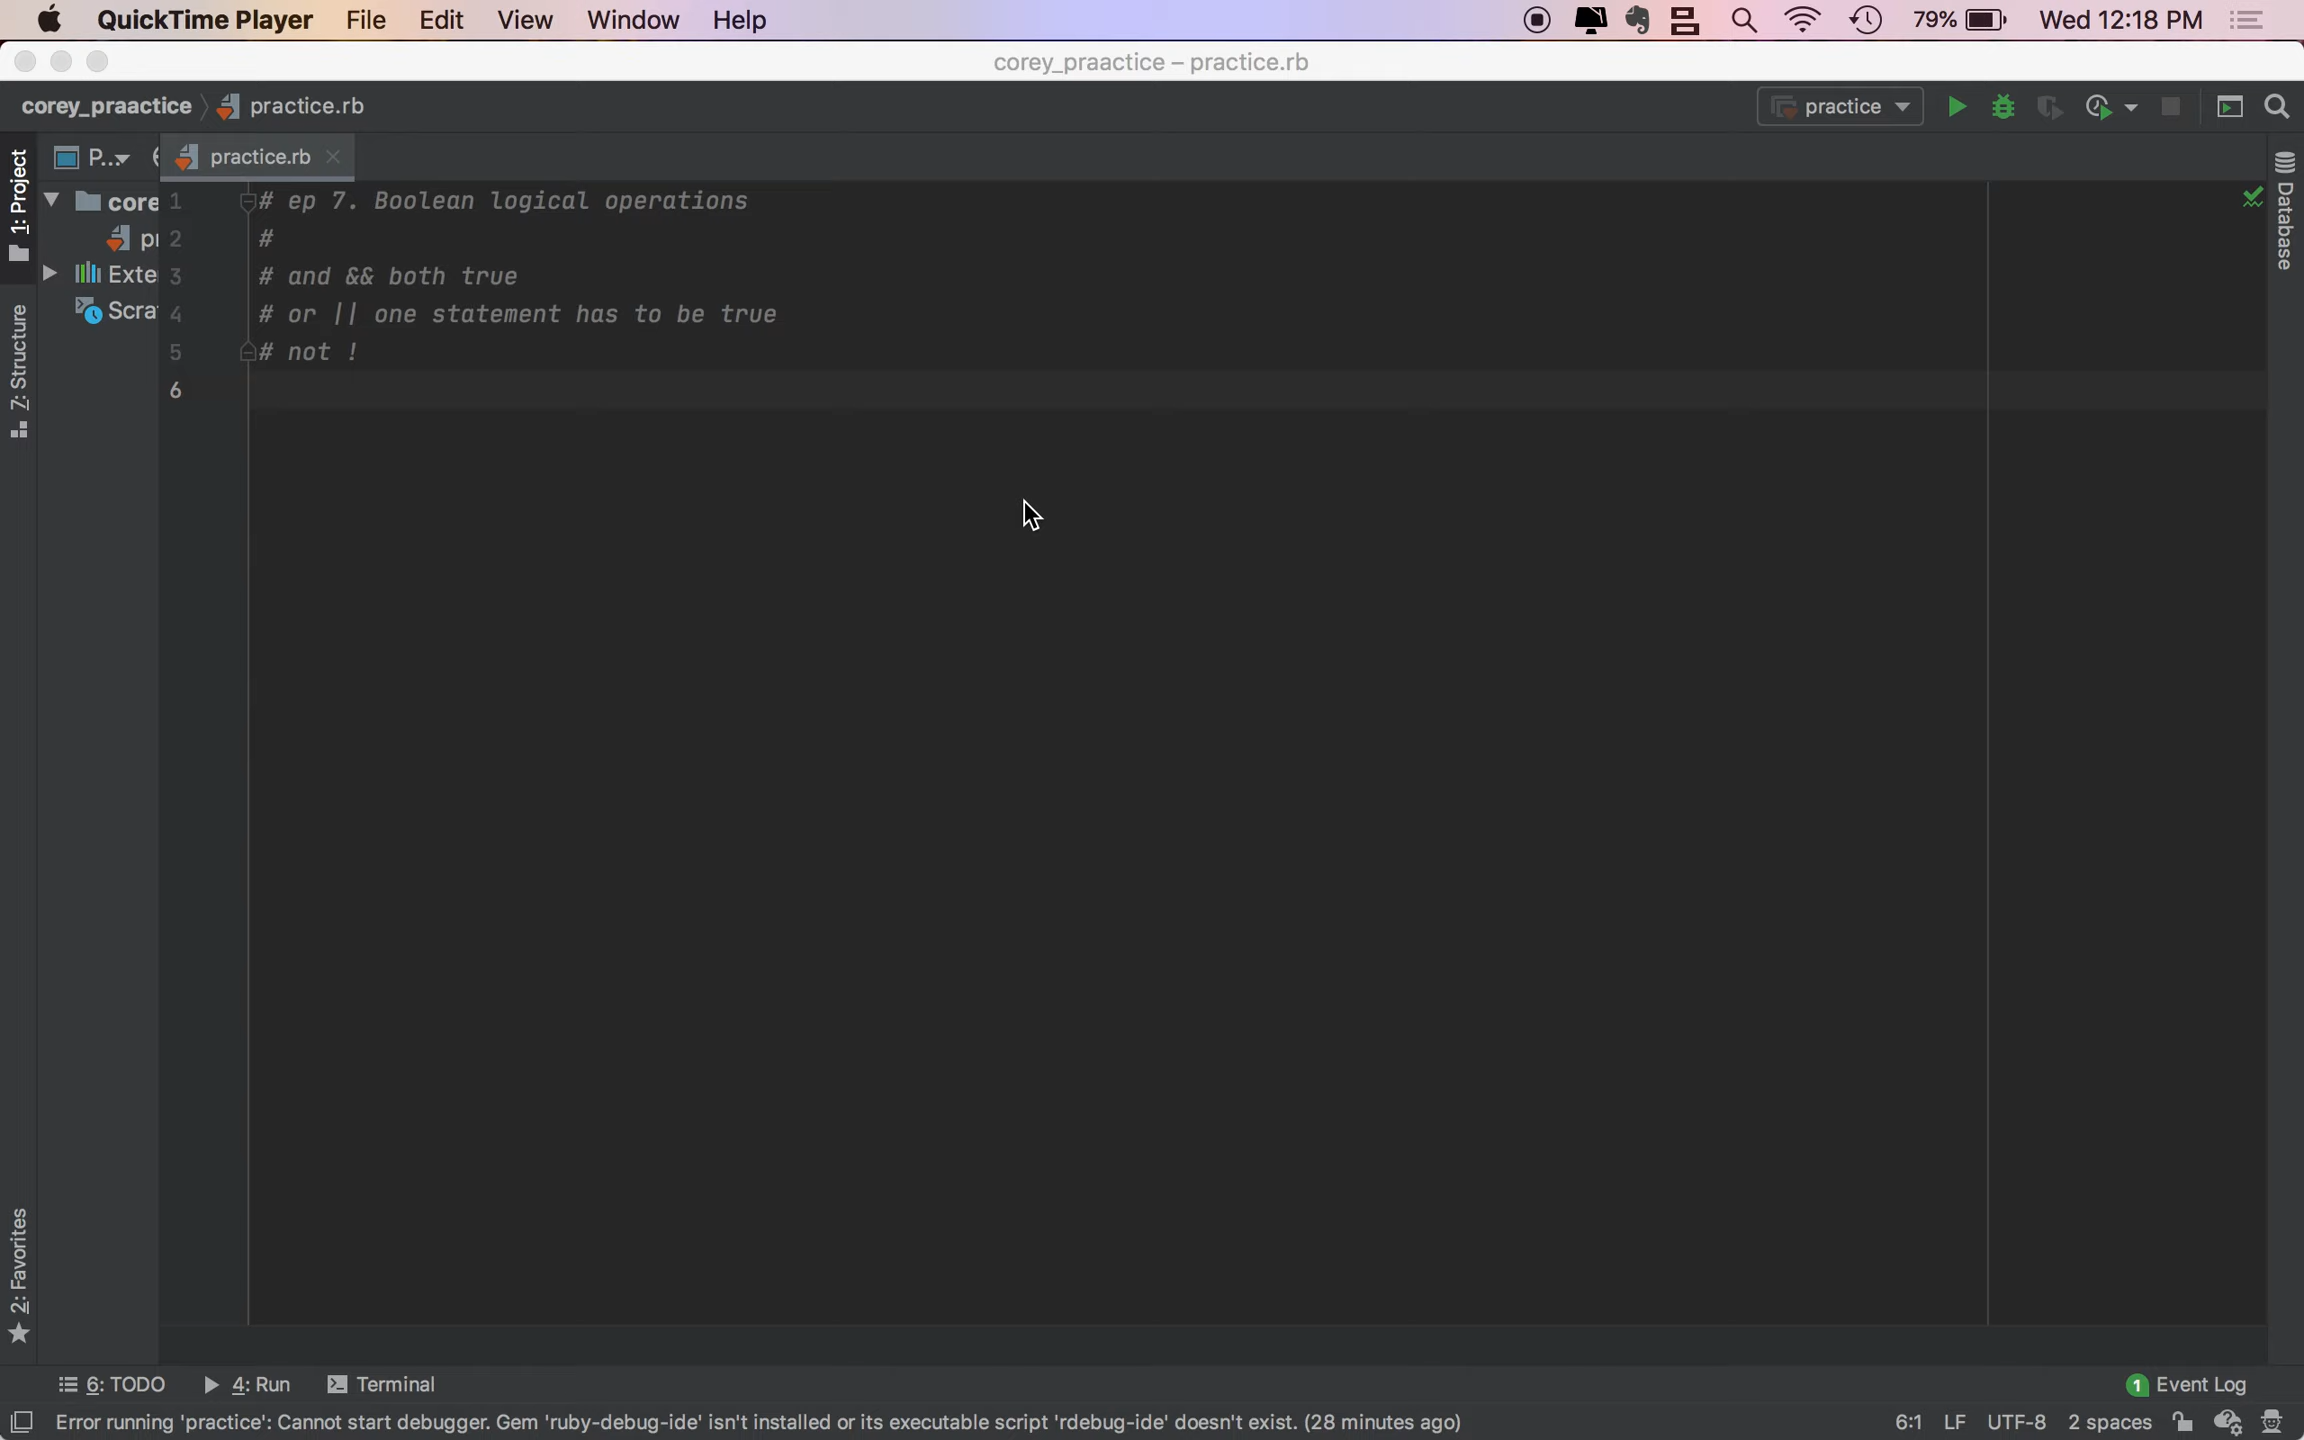 QuickTime Player File Edit View Window Help 79% Wed 12:18 PM
corey_praactice – practice.rb
corey_praactice practice.rb practice
1: Project
P... practice.rb
core
Exte
Scra
7: Structure
2: Favorites
Database
1 # ep 7. Boolean logical operations
2 #
3 # and && both true
4 # or || one statement has to be true
5 # not !
6
6: TODO 4: Run Terminal 1 Event Log
Error running 'practice': Cannot start debugger. Gem 'ruby-debug-ide' isn't installed or its executable script 'rdebug-ide' doesn't exist. (28 minutes ago) 6:1 LF UTF-8 2 spaces